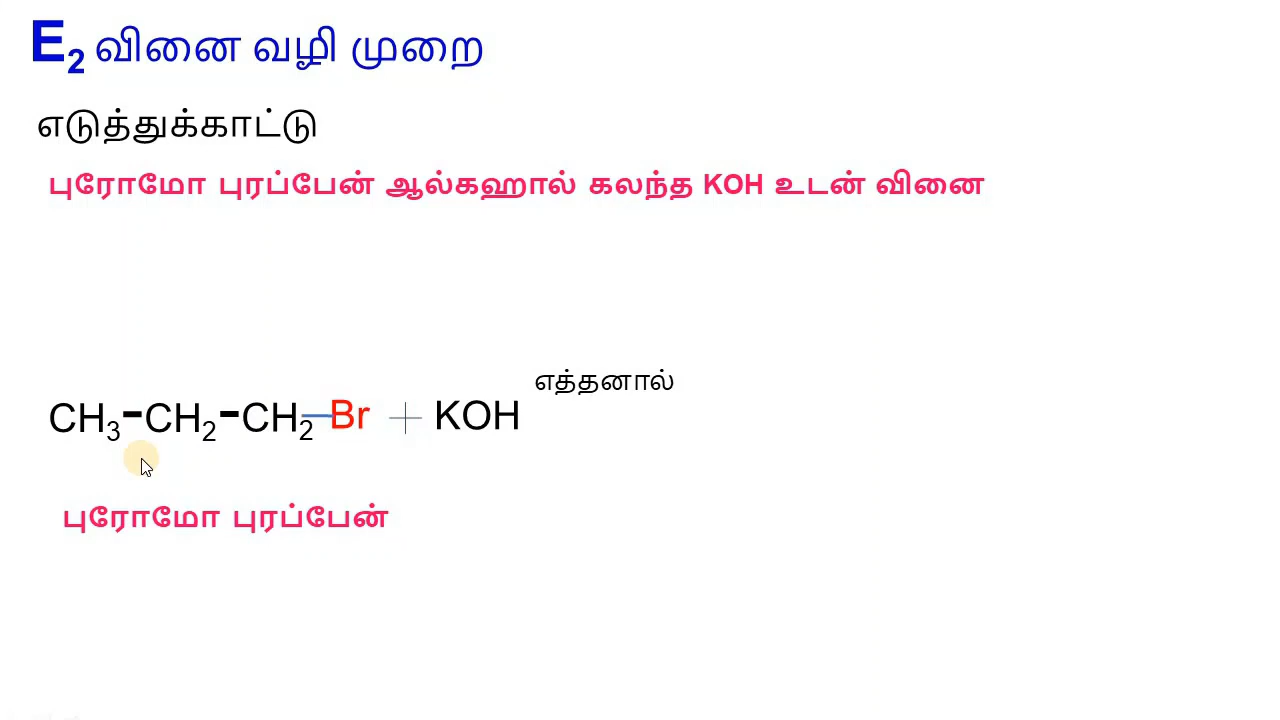 E₂ வினை வழி முறை
எடுத்துக்காட்டு
புரோமோ புரப்பேன் ஆல்கஹால் கலந்த KOH உடன் வினை
எத்தனால்
CH₃-CH₂-CH₂-Br + KOH
புரோமோ புரப்பேன்